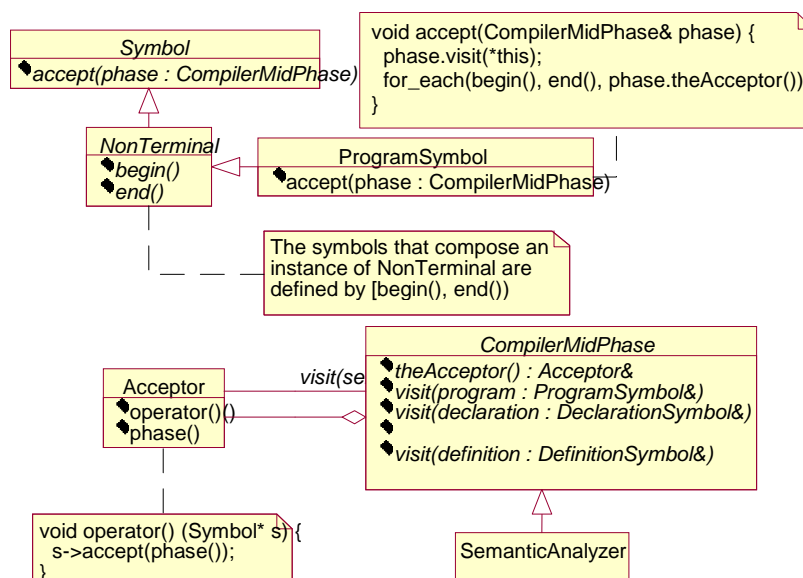 Symbol
accept(phase : CompilerMidPhase)
void accept(CompilerMidPhase& phase) {
phase.visit(*this);
for_each(begin(), end(), phase.theAcceptor())
}
NonTerminal
begin()
end()
ProgramSymbol
accept(phase : CompilerMidPhase)
The symbols that compose an
instance of NonTerminal are
defined by [begin(), end())
CompilerMidPhase
theAcceptor() : Acceptor&
visit(program : ProgramSymbol&)
visit(declaration : DeclarationSymbol&)
visit(definition : DefinitionSymbol&)
visit(se
Acceptor
operator()()
phase()
void operator() (Symbol* s) {
s->accept(phase());
}
SemanticAnalyzer